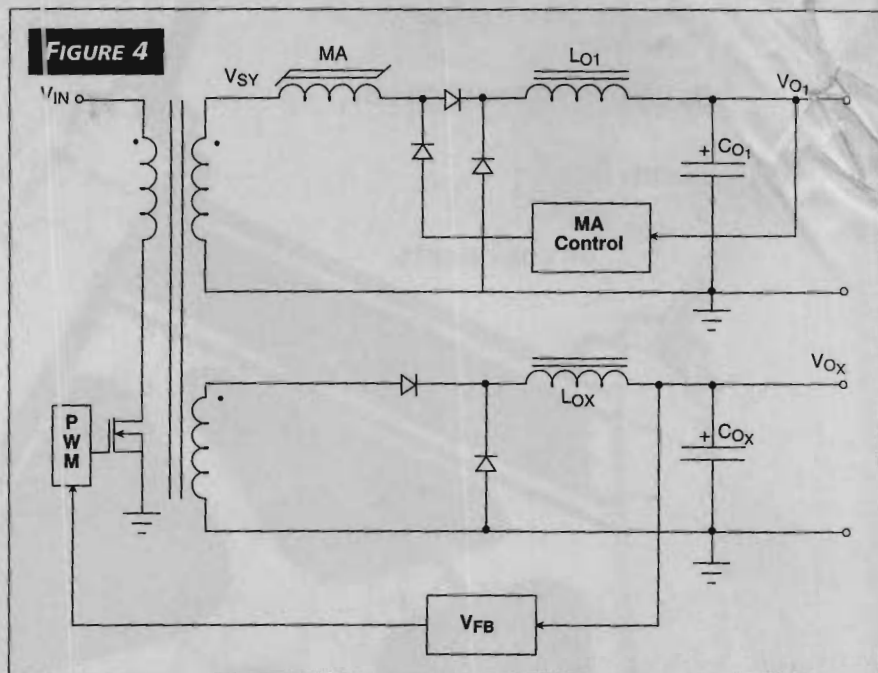 FIGURE 4
MA
LO1
VSY
VIN
VO1
+ CO1
MA
Control
VOX
LOX
+ COX
P
W
M
VFB